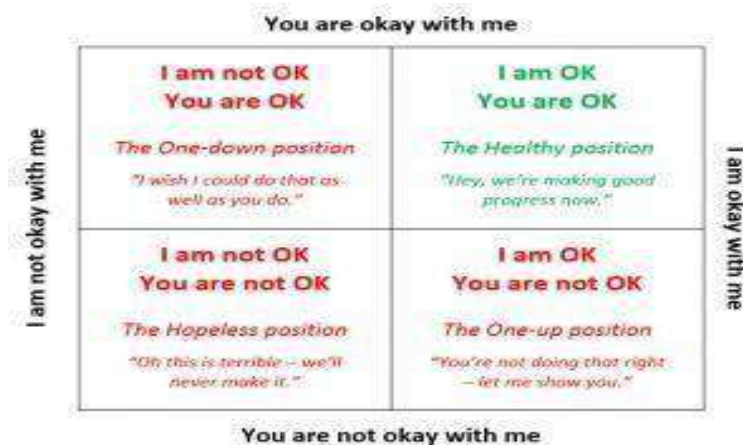 You are okay with me
I am not okay with me
I am not OK
You are OK
The One-down position
"I wish I could do that as
well as you do."
I am OK
You are OK
The Healthy position
"Hey, we're making good
progress now."
I am okay with me
I am not OK
You are not OK
The Hopeless position
"Oh this is terrible – we'll
never make it."
I am OK
You are not OK
The One-up position
"You're not doing that right
– let me show you."
You are not okay with me